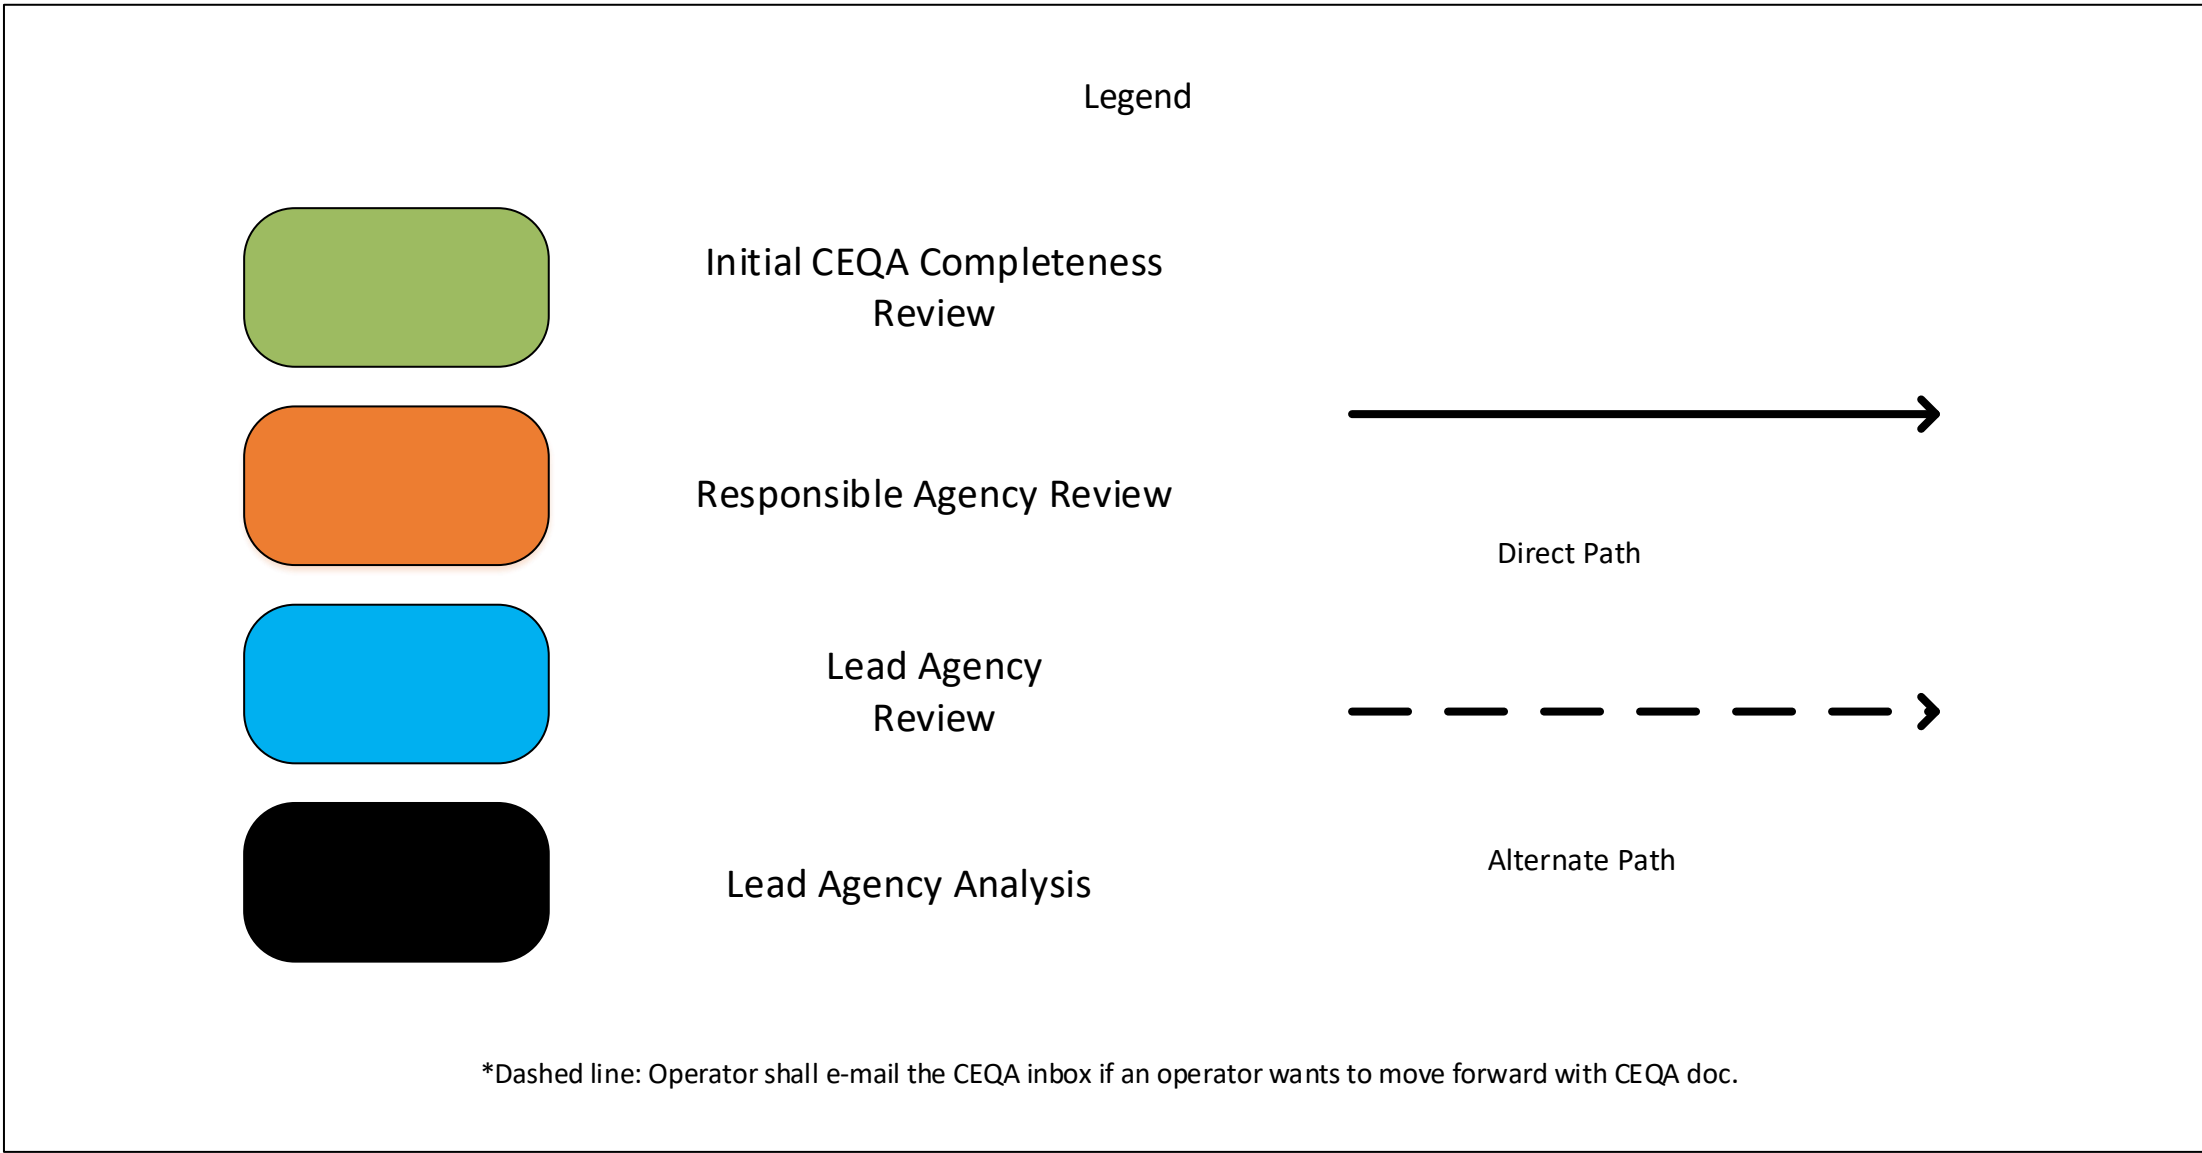 Legend
Initial CEQA Completeness
Review
Responsible Agency Review
Direct Path
Lead Agency
Review
Alternate Path
Lead Agency Analysis
*Dashed line: Operator shall e-mail the CEQA inbox if an operator wants to move forward with CEQA doc.